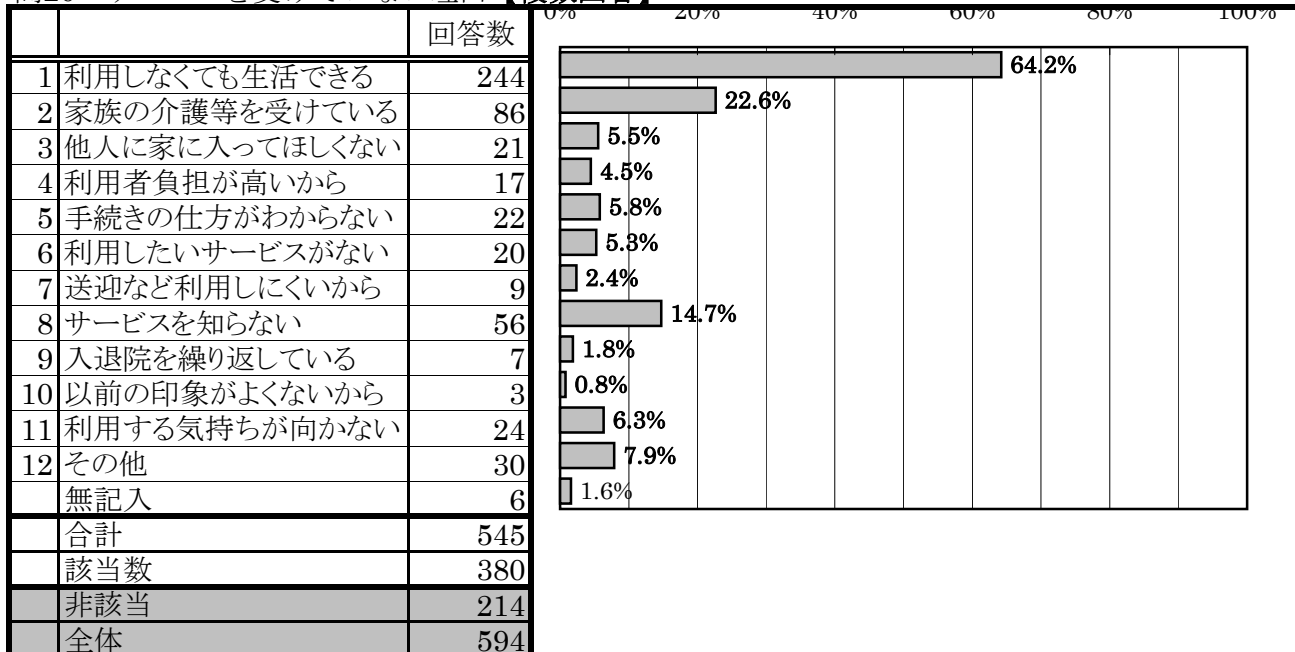 【複数回答】
0% 20% 40% 60% 80% 100%
回答数
1 利用しなくても生活できる 244 64.2%
2 家族の介護等を受けている 86 22.6%
3 他人に家に入ってほしくない 21 5.5%
4 利用者負担が高いから 17 4.5%
5 手続きの仕方がわからない 22 5.8%
6 利用したいサービスがない 20 5.3%
7 送迎など利用しにくいから 9 2.4%
8 サービスを知らない 56 14.7%
9 入退院を繰り返している 7 1.8%
10 以前の印象がよくないから 3 0.8%
11 利用する気持ちが向かない 24 6.3%
12 その他 30 7.9%
無記入 6 1.6%
合計 545
該当数 380
非該当 214
全体 594